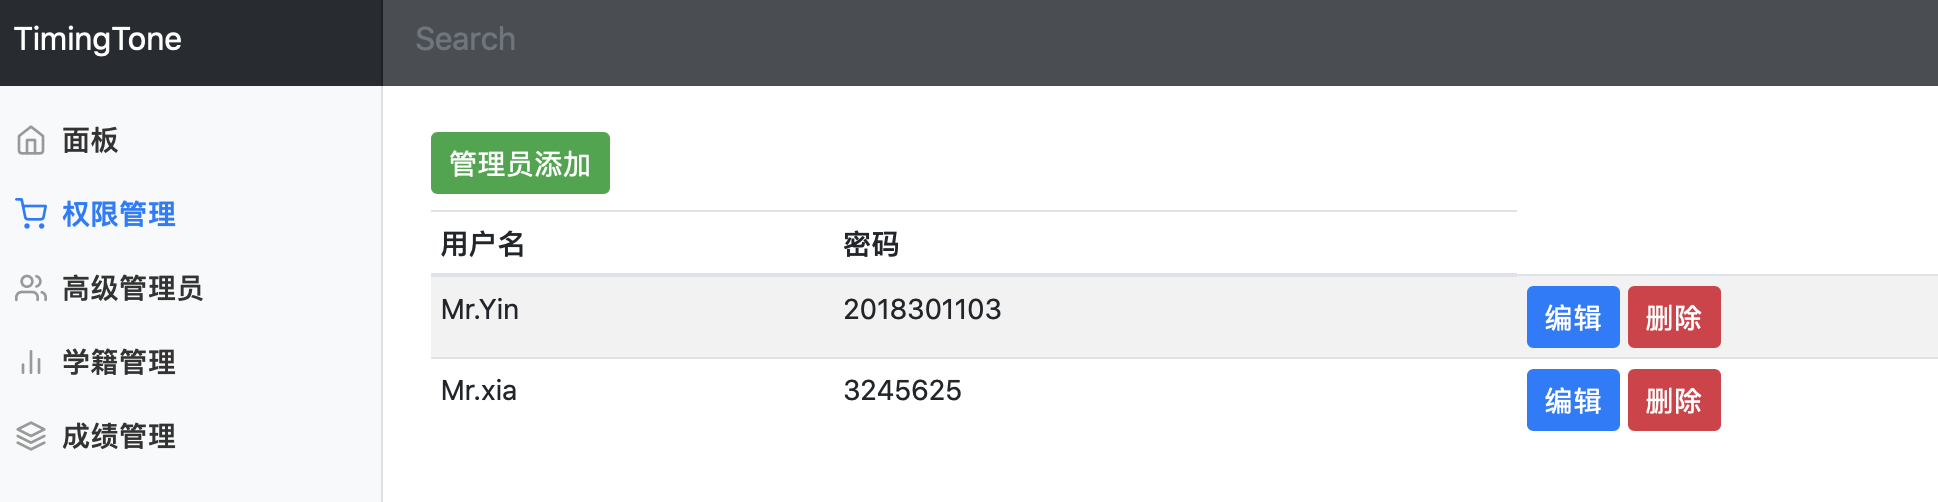 TimingTone
Search
面板
权限管理
高级管理员
学籍管理
成绩管理
管理员添加
用户名 密码
Mr.Yin 2018301103 编辑 删除
Mr.xia 3245625 编辑 删除